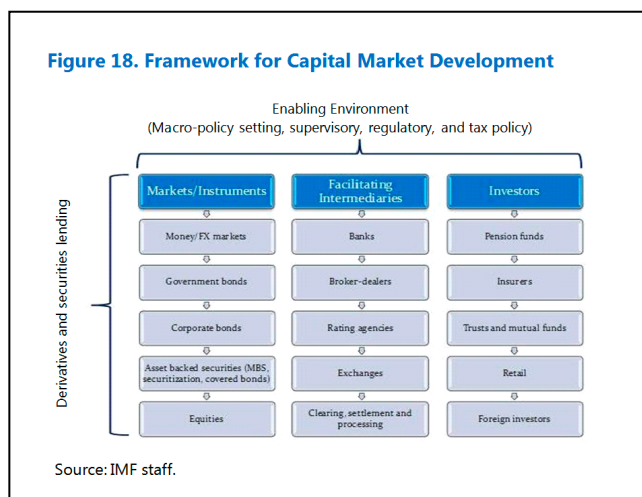 Figure 18. Framework for Capital Market Development
Enabling Environment
(Macro-policy setting, supervisory, regulatory, and tax policy)
Derivatives and securities lending
Markets/Instruments
Money/FX markets
Government bonds
Corporate bonds
Asset backed securities (MBS,
securitization, covered bonds)
Equities
Facilitating
Intermediaries
Banks
Broker-dealers
Rating agencies
Exchanges
Clearing, settlement and
processing
Investors
Pension funds
Insurers
Trusts and mutual funds
Retail
Foreign investors
Source: IMF staff.